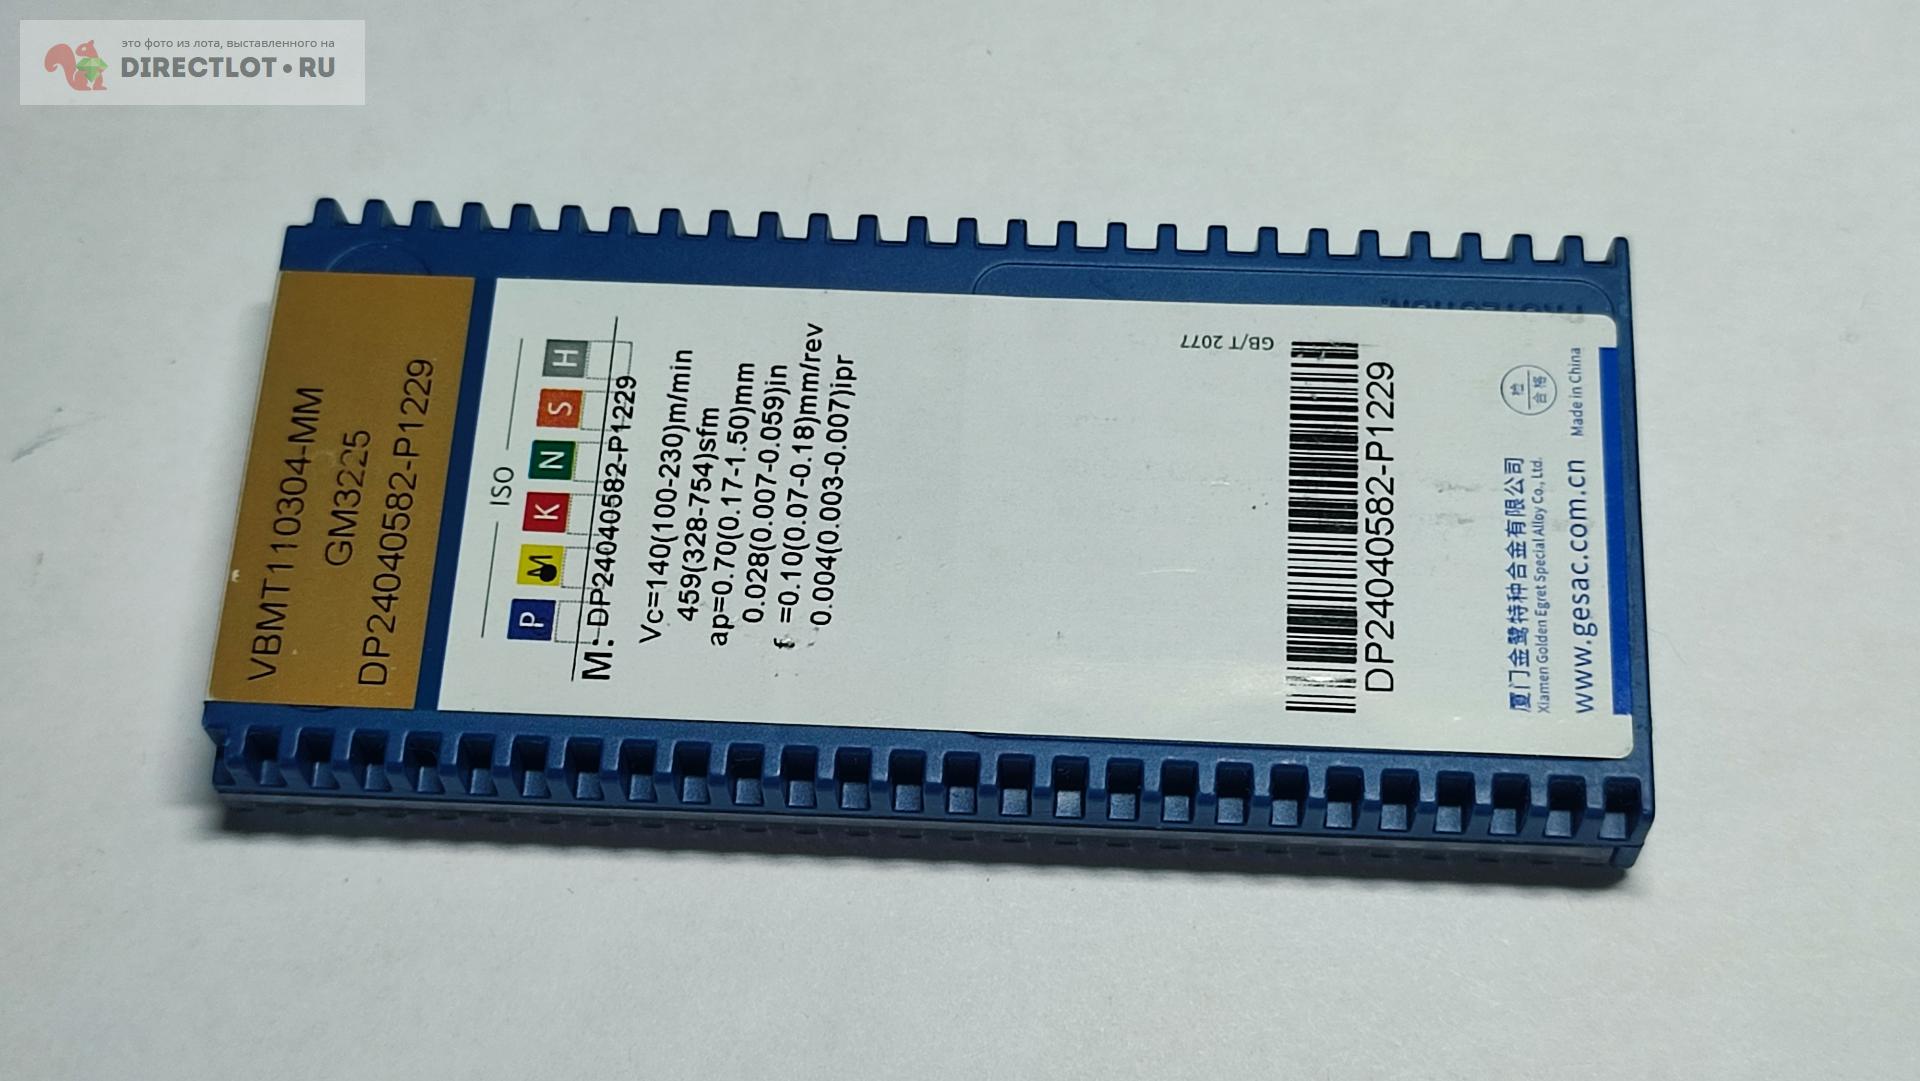 это фото из лота, выставленного на
DIRECTLOT•RU
VBMT110304-MM
GM3225
DP24040582-P1229
ISO
P M K N S H
M: DP24040582-P1229
Vc=140(100-230)m/min
459(328-754)sfm
ap=0.70(0.17-1.50)mm
0.028(0.007-0.059)in
f =0.10(0.07-0.18)mm/rev
0.004(0.003-0.007)ipr
GB/T 2077
DP24040582-P1229
厦门金鹭特种合金有限公司
Xiamen Golden Egret Special Alloy Co., Ltd.
检
合格
www.gesac.com.cn Made in China